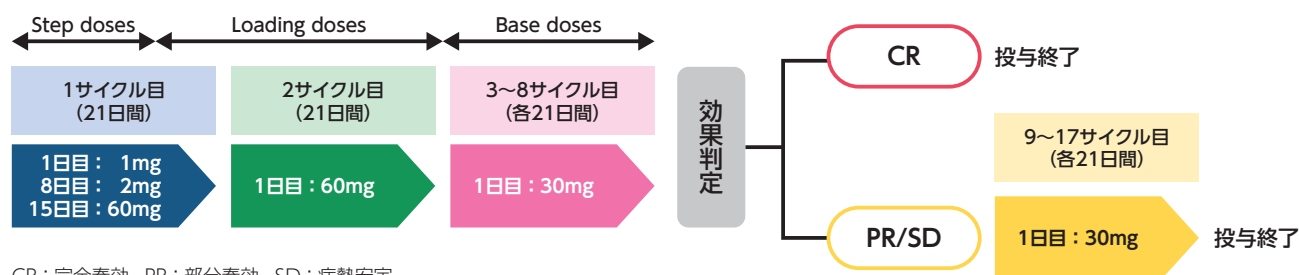 Step doses
Loading doses
Base doses
1サイクル目
(21日間)
2サイクル目
(21日間)
3〜8サイクル目
(各21日間)
1日目： 1mg
8日目： 2mg
15日目：60mg
1日目：60mg
1日目：30mg
効果判定
CR
投与終了
9〜17サイクル目
(各21日間)
PR/SD
1日目：30mg
投与終了